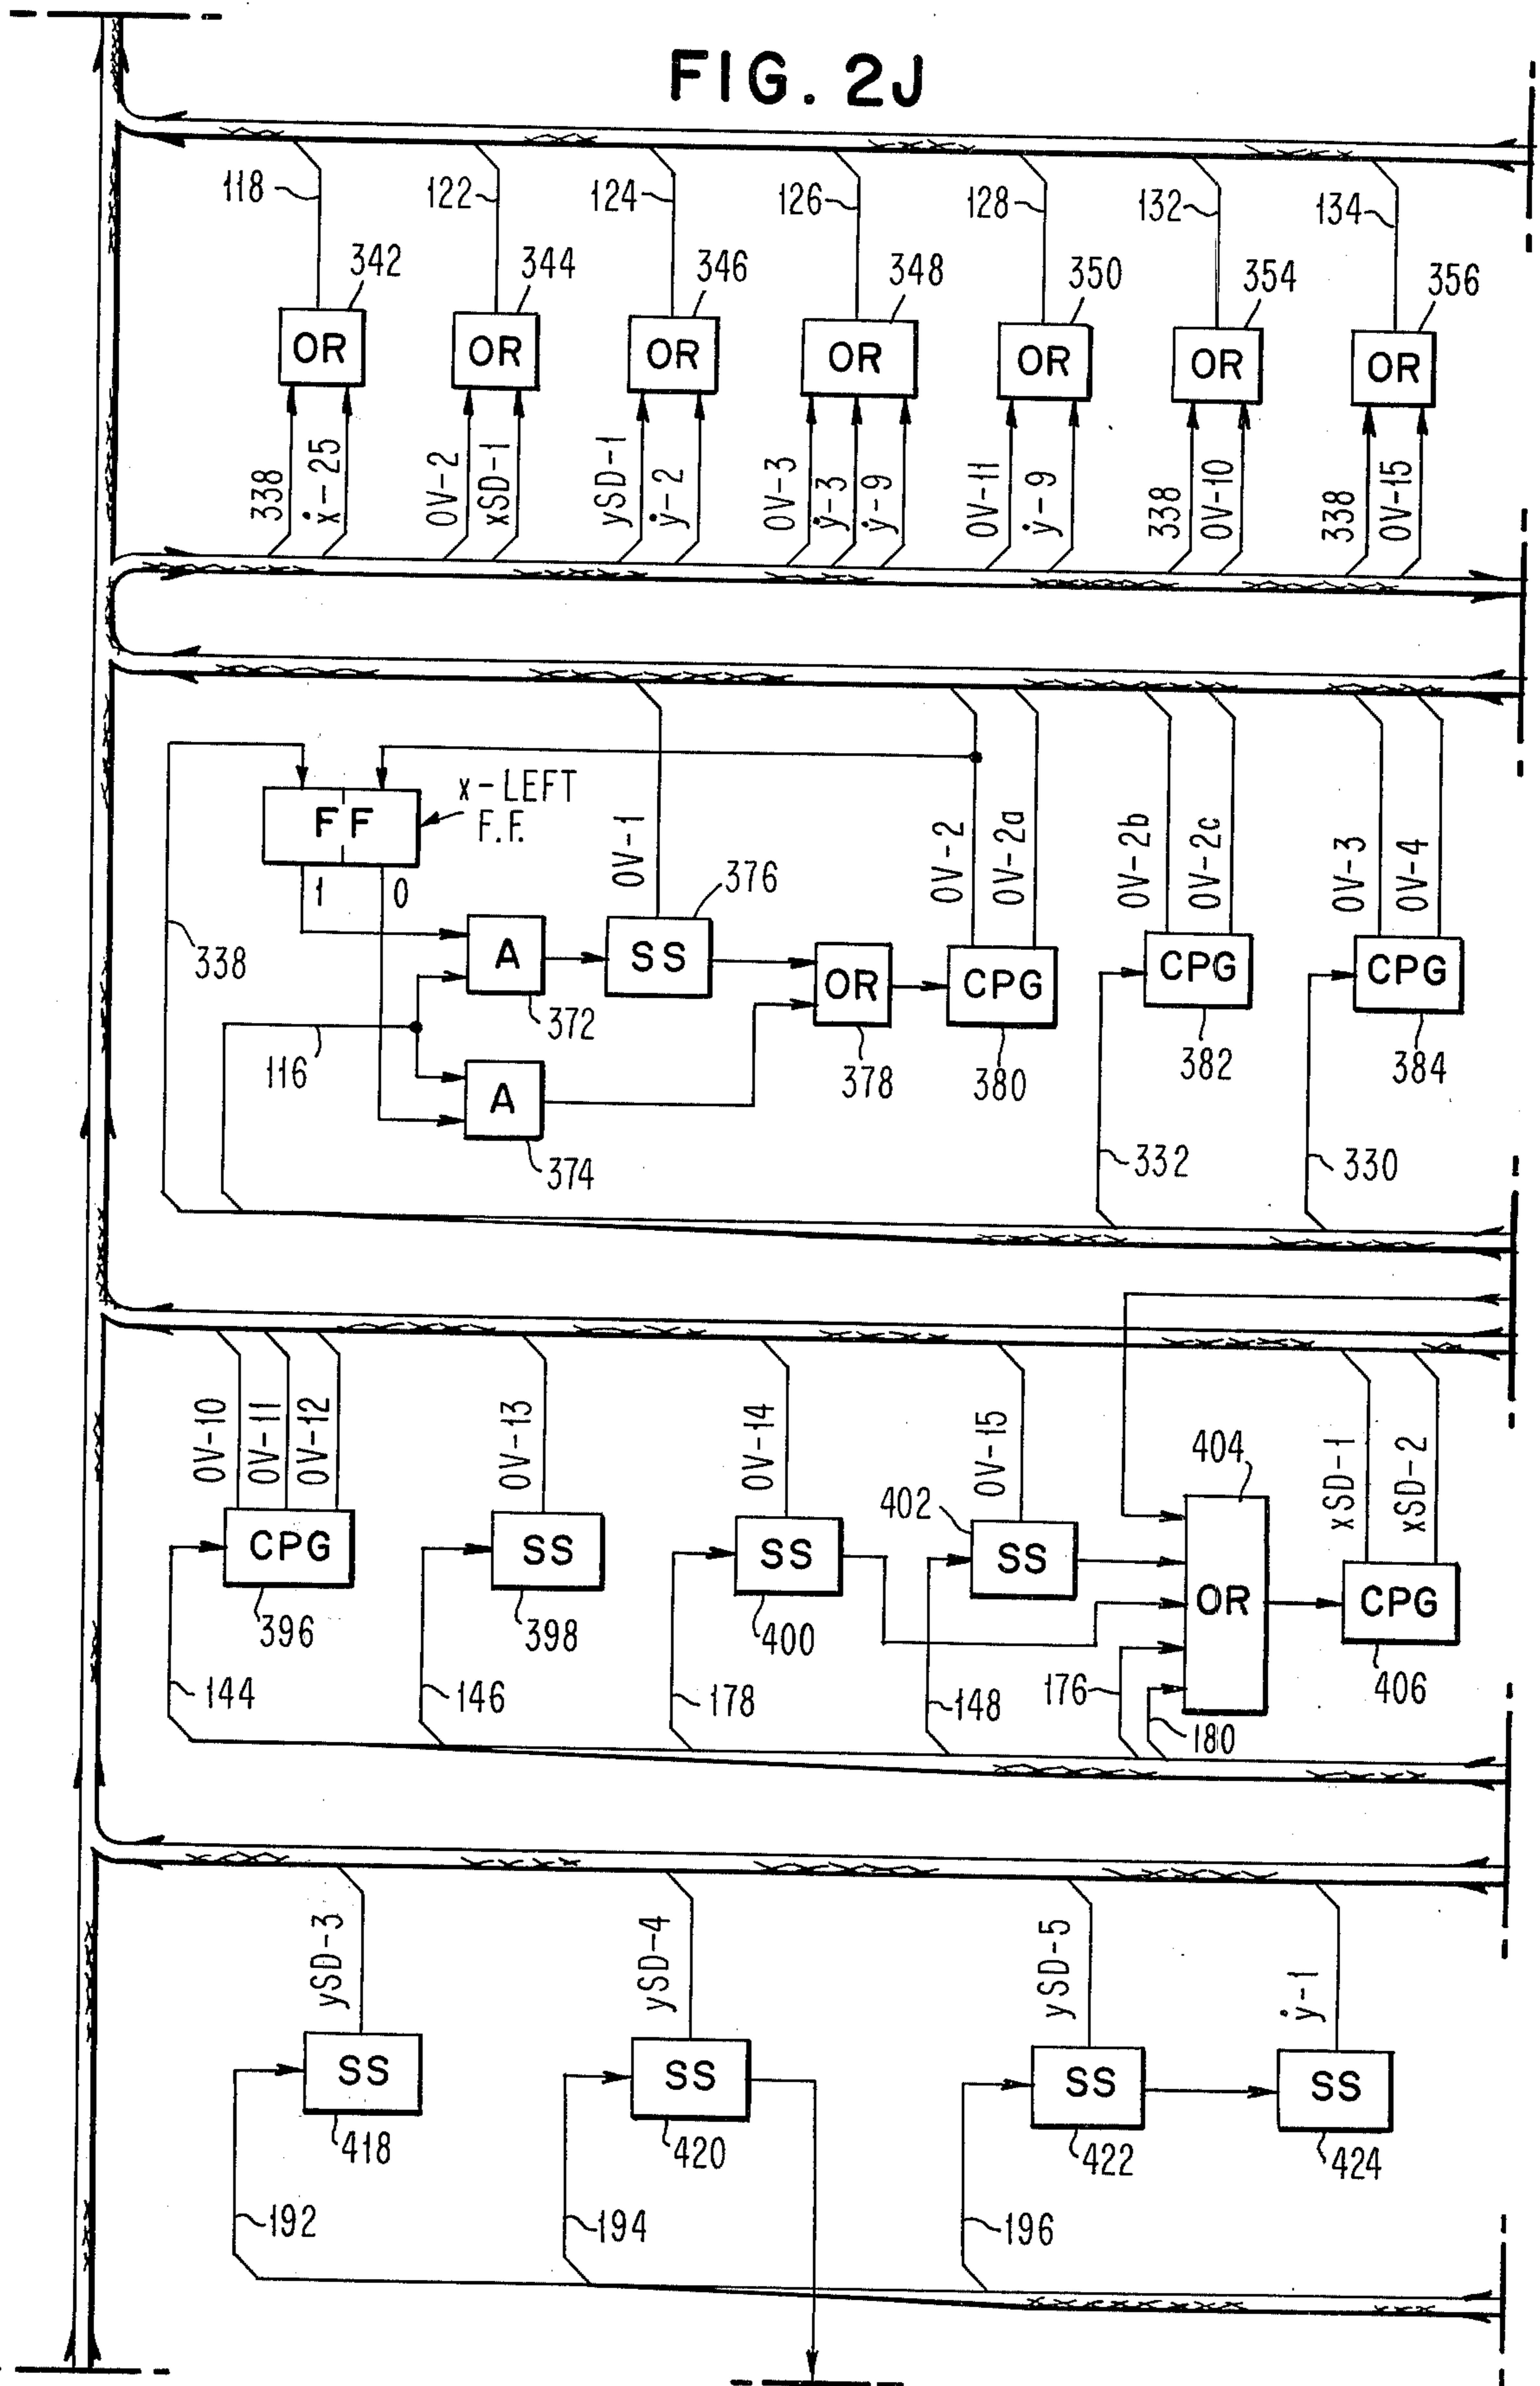 FIG. 2J
118 122 124 126 128 132 134
342 344 346 348 350 354 356
OR OR OR OR OR OR OR
338 ẋ-25 OV-2 xSD-1 ySD-1 ẏ-2 OV-3 ẏ-3 ẏ-9 OV-11 ẏ-9 338 OV-10 338 OV-15
x-LEFT
F.F.
FF
1 0
OV-1 OV-2 OV-2a OV-2b OV-2c OV-3 OV-4
376
338 A SS OR CPG CPG CPG
372 378 380 382 384
116 A
374
332 330
OV-10 OV-11 OV-12 OV-13 OV-14 OV-15 xSD-1 xSD-2
404
402
CPG SS SS SS OR CPG
396 398 400 406
144 146 178 148 176 180
ySD-3 ySD-4 ySD-5 ẏ-1
SS SS SS SS
418 420 422 424
192 194 196